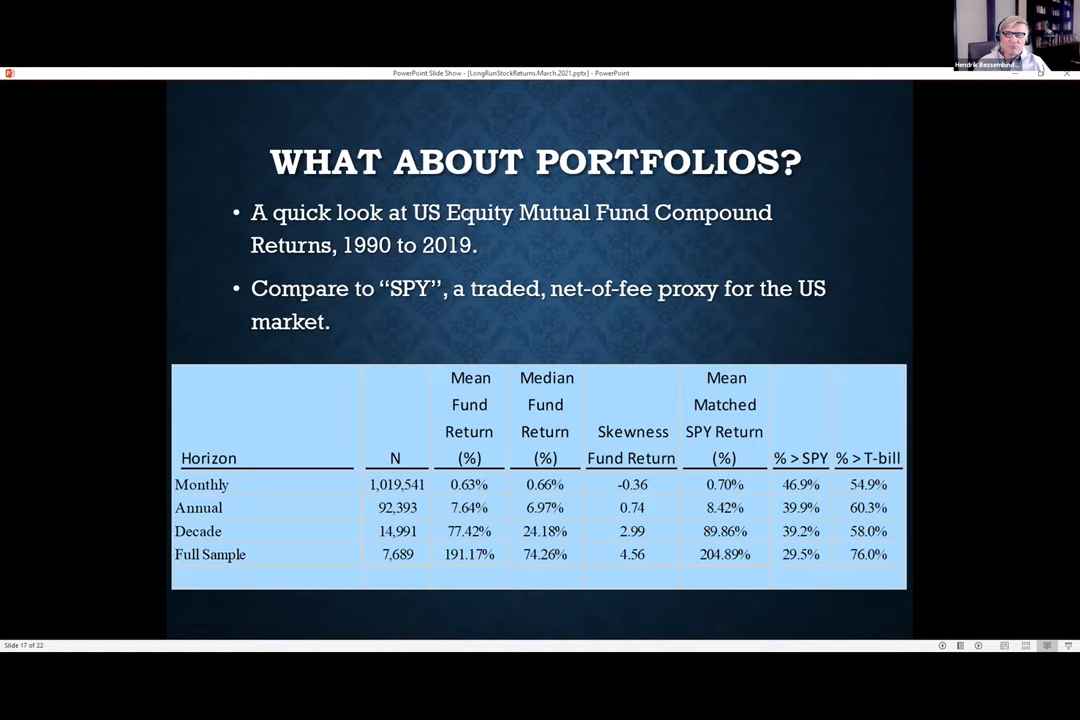 Hendrik Bessembind...
PowerPoint Slide Show - [LongRunStockReturns.March.2021.pptx] - PowerPoint
WHAT ABOUT PORTFOLIOS?
• A quick look at US Equity Mutual Fund Compound
Returns, 1990 to 2019.
• Compare to “SPY”, a traded, net-of-fee proxy for the US
market.
Mean Median Mean
Fund Fund Matched
Return Return Skewness SPY Return
Horizon N (%) (%) Fund Return (%) % > SPY % > T-bill
Monthly 1,019,541 0.63% 0.66% -0.36 0.70% 46.9% 54.9%
Annual 92,393 7.64% 6.97% 0.74 8.42% 39.9% 60.3%
Decade 14,991 77.42% 24.18% 2.99 89.86% 39.2% 58.0%
Full Sample 7,689 191.17% 74.26% 4.56 204.89% 29.5% 76.0%
Slide 17 of 22